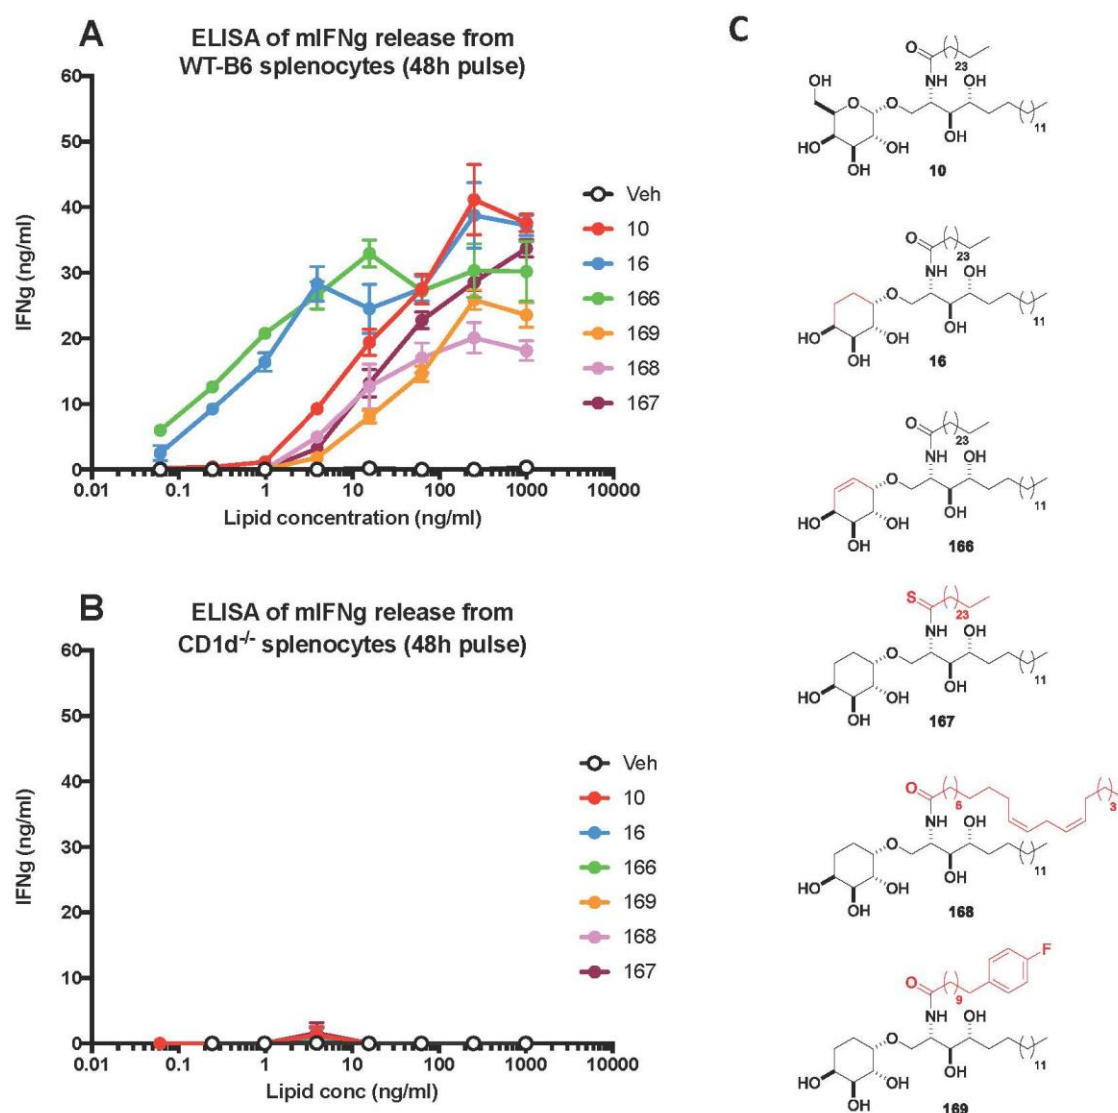 A
ELISA of mIFNg release from
WT-B6 splenocytes (48h pulse)
IFNg (ng/ml)
60
50
40
30
20
10
0
0.01
0.1
1
10
100
1000
10000
Lipid concentration (ng/ml)
Veh
10
16
166
169
168
167
B
ELISA of mIFNg release from
CD1d-/- splenocytes (48h pulse)
IFNg (ng/ml)
60
50
40
30
20
10
0
0.01
0.1
1
10
100
1000
10000
Lipid conc (ng/ml)
Veh
10
16
166
169
168
167
C
O
23
OH
NH OH
O
O
11
HO
OH
OH
OH
10
O
23
NH OH
O
11
HO
OH
OH
OH
16
O
23
NH OH
O
11
HO
OH
OH
OH
166
S
23
NH OH
O
11
HO
OH
OH
OH
167
O
6
3
NH OH
O
11
HO
OH
OH
OH
168
F
O
9
NH OH
O
11
HO
OH
OH
OH
169